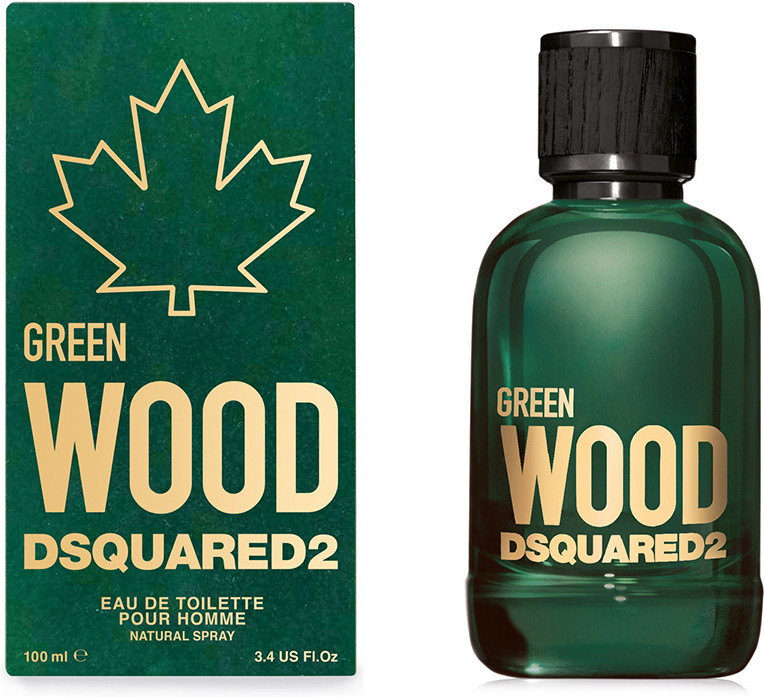 GREEN
WOOD
DSQUARED2
EAU DE TOILETTE
POUR HOMME
NATURAL SPRAY
100 ml ℮ 3.4 US Fl.Oz
GREEN
WOOD
DSQUARED2